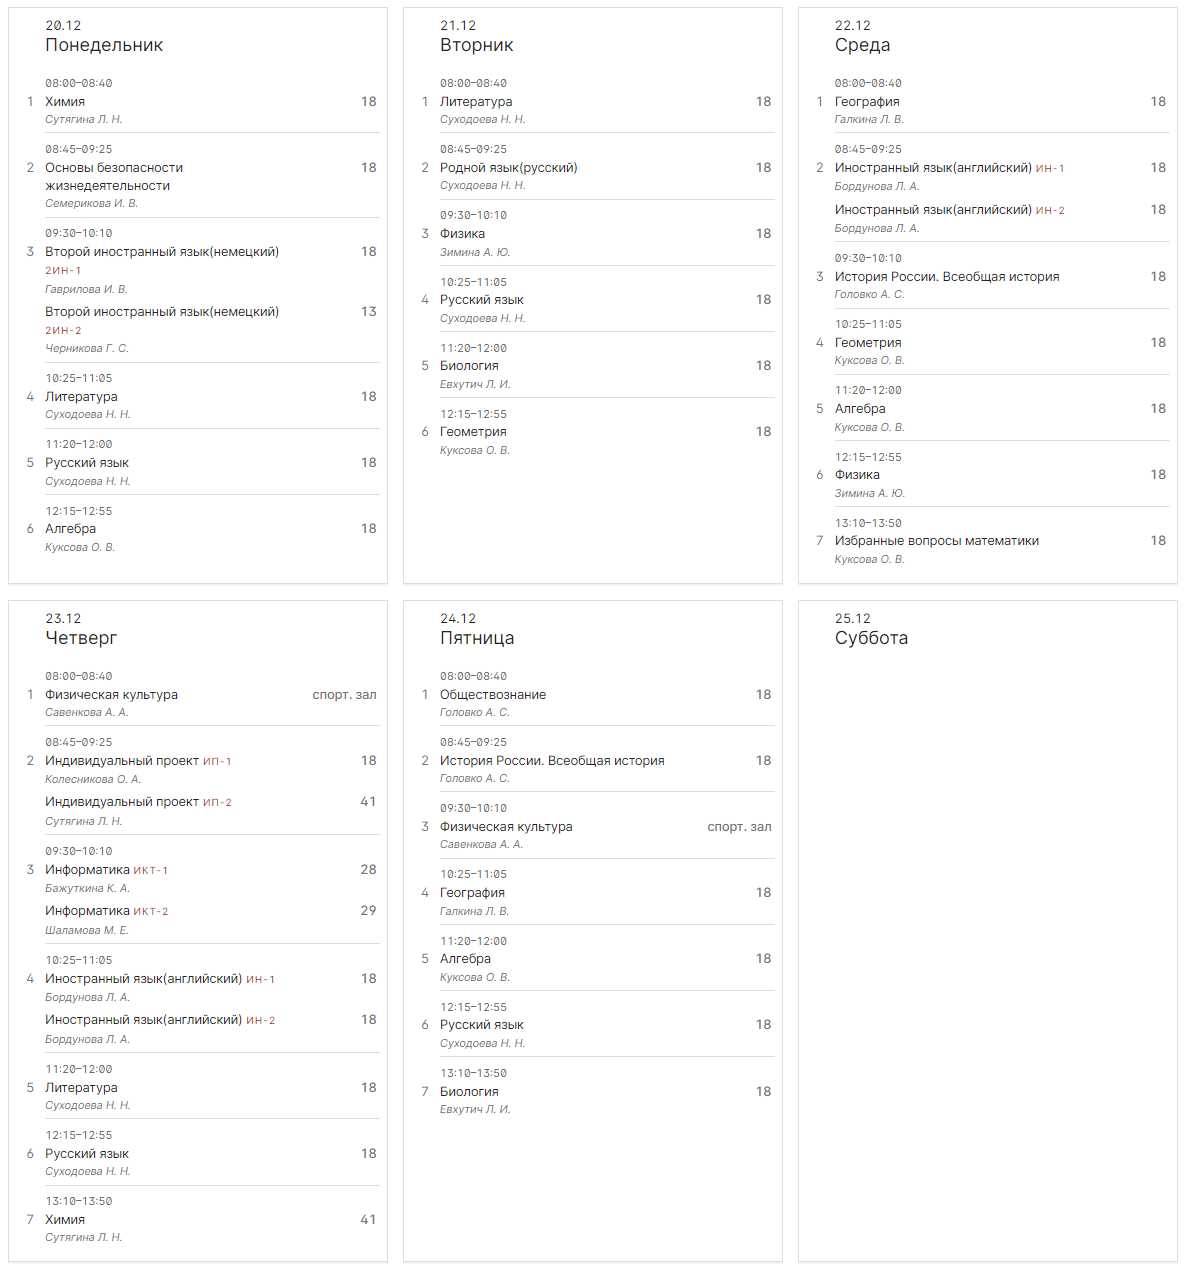 20.12
Понедельник
08:00–08:40
1 Химия 18
Сутягина Л. Н.
08:45–09:25
2 Основы безопасности 18
жизнедеятельности
Семерикова И. В.
09:30–10:10
3 Второй иностранный язык(немецкий) 18
2ИН-1
Гаврилова И. В.
Второй иностранный язык(немецкий) 13
2ИН-2
Черникова Г. С.
10:25–11:05
4 Литература 18
Суходоева Н. Н.
11:20–12:00
5 Русский язык 18
Суходоева Н. Н.
12:15–12:55
6 Алгебра 18
Куксова О. В.
21.12
Вторник
08:00–08:40
1 Литература 18
Суходоева Н. Н.
08:45–09:25
2 Родной язык(русский) 18
Суходоева Н. Н.
09:30–10:10
3 Физика 18
Зимина А. Ю.
10:25–11:05
4 Русский язык 18
Суходоева Н. Н.
11:20–12:00
5 Биология 18
Евхутич Л. И.
12:15–12:55
6 Геометрия 18
Куксова О. В.
22.12
Среда
08:00–08:40
1 География 18
Галкина Л. В.
08:45–09:25
2 Иностранный язык(английский) ИН-1 18
Бордунова Л. А.
Иностранный язык(английский) ИН-2 18
Бордунова Л. А.
09:30–10:10
3 История России. Всеобщая история 18
Головко А. С.
10:25–11:05
4 Геометрия 18
Куксова О. В.
11:20–12:00
5 Алгебра 18
Куксова О. В.
12:15–12:55
6 Физика 18
Зимина А. Ю.
13:10–13:50
7 Избранные вопросы математики 18
Куксова О. В.
23.12
Четверг
08:00–08:40
1 Физическая культура спорт. зал
Савенкова А. А.
08:45–09:25
2 Индивидуальный проект ИП-1 18
Колесникова О. А.
Индивидуальный проект ИП-2 41
Сутягина Л. Н.
09:30–10:10
3 Информатика ИКТ-1 28
Бажуткина К. А.
Информатика ИКТ-2 29
Шаламова М. Е.
10:25–11:05
4 Иностранный язык(английский) ИН-1 18
Бордунова Л. А.
Иностранный язык(английский) ИН-2 18
Бордунова Л. А.
11:20–12:00
5 Литература 18
Суходоева Н. Н.
12:15–12:55
6 Русский язык 18
Суходоева Н. Н.
13:10–13:50
7 Химия 41
Сутягина Л. Н.
24.12
Пятница
08:00–08:40
1 Обществознание 18
Головко А. С.
08:45–09:25
2 История России. Всеобщая история 18
Головко А. С.
09:30–10:10
3 Физическая культура спорт. зал
Савенкова А. А.
10:25–11:05
4 География 18
Галкина Л. В.
11:20–12:00
5 Алгебра 18
Куксова О. В.
12:15–12:55
6 Русский язык 18
Суходоева Н. Н.
13:10–13:50
7 Биология 18
Евхутич Л. И.
25.12
Суббота